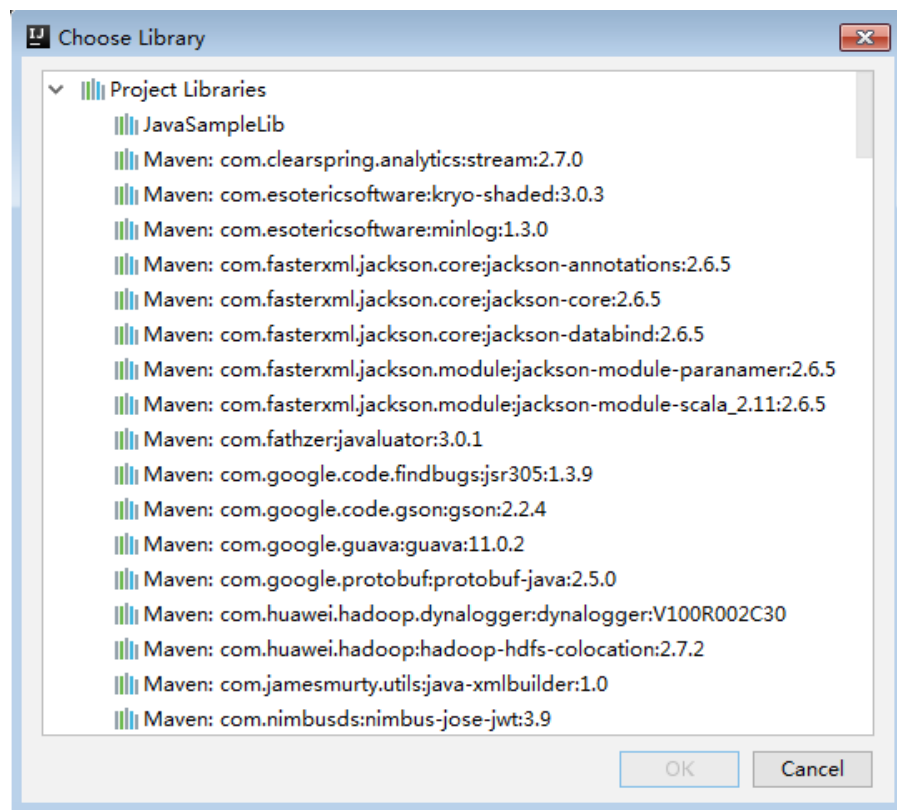 IJ Choose Library
Project Libraries
JavaSampleLib
Maven: com.clearspring.analytics:stream:2.7.0
Maven: com.esotericsoftware:kryo-shaded:3.0.3
Maven: com.esotericsoftware:minlog:1.3.0
Maven: com.fasterxml.jackson.core:jackson-annotations:2.6.5
Maven: com.fasterxml.jackson.core:jackson-core:2.6.5
Maven: com.fasterxml.jackson.core:jackson-databind:2.6.5
Maven: com.fasterxml.jackson.module:jackson-module-paranamer:2.6.5
Maven: com.fasterxml.jackson.module:jackson-module-scala_2.11:2.6.5
Maven: com.fathzer:javaluator:3.0.1
Maven: com.google.code.findbugs:jsr305:1.3.9
Maven: com.google.code.gson:gson:2.2.4
Maven: com.google.guava:guava:11.0.2
Maven: com.google.protobuf:protobuf-java:2.5.0
Maven: com.huawei.hadoop.dynalogger:dynalogger:V100R002C30
Maven: com.huawei.hadoop:hadoop-hdfs-colocation:2.7.2
Maven: com.jamesmurty.utils:java-xmlbuilder:1.0
Maven: com.nimbusds:nimbus-jose-jwt:3.9
OK Cancel